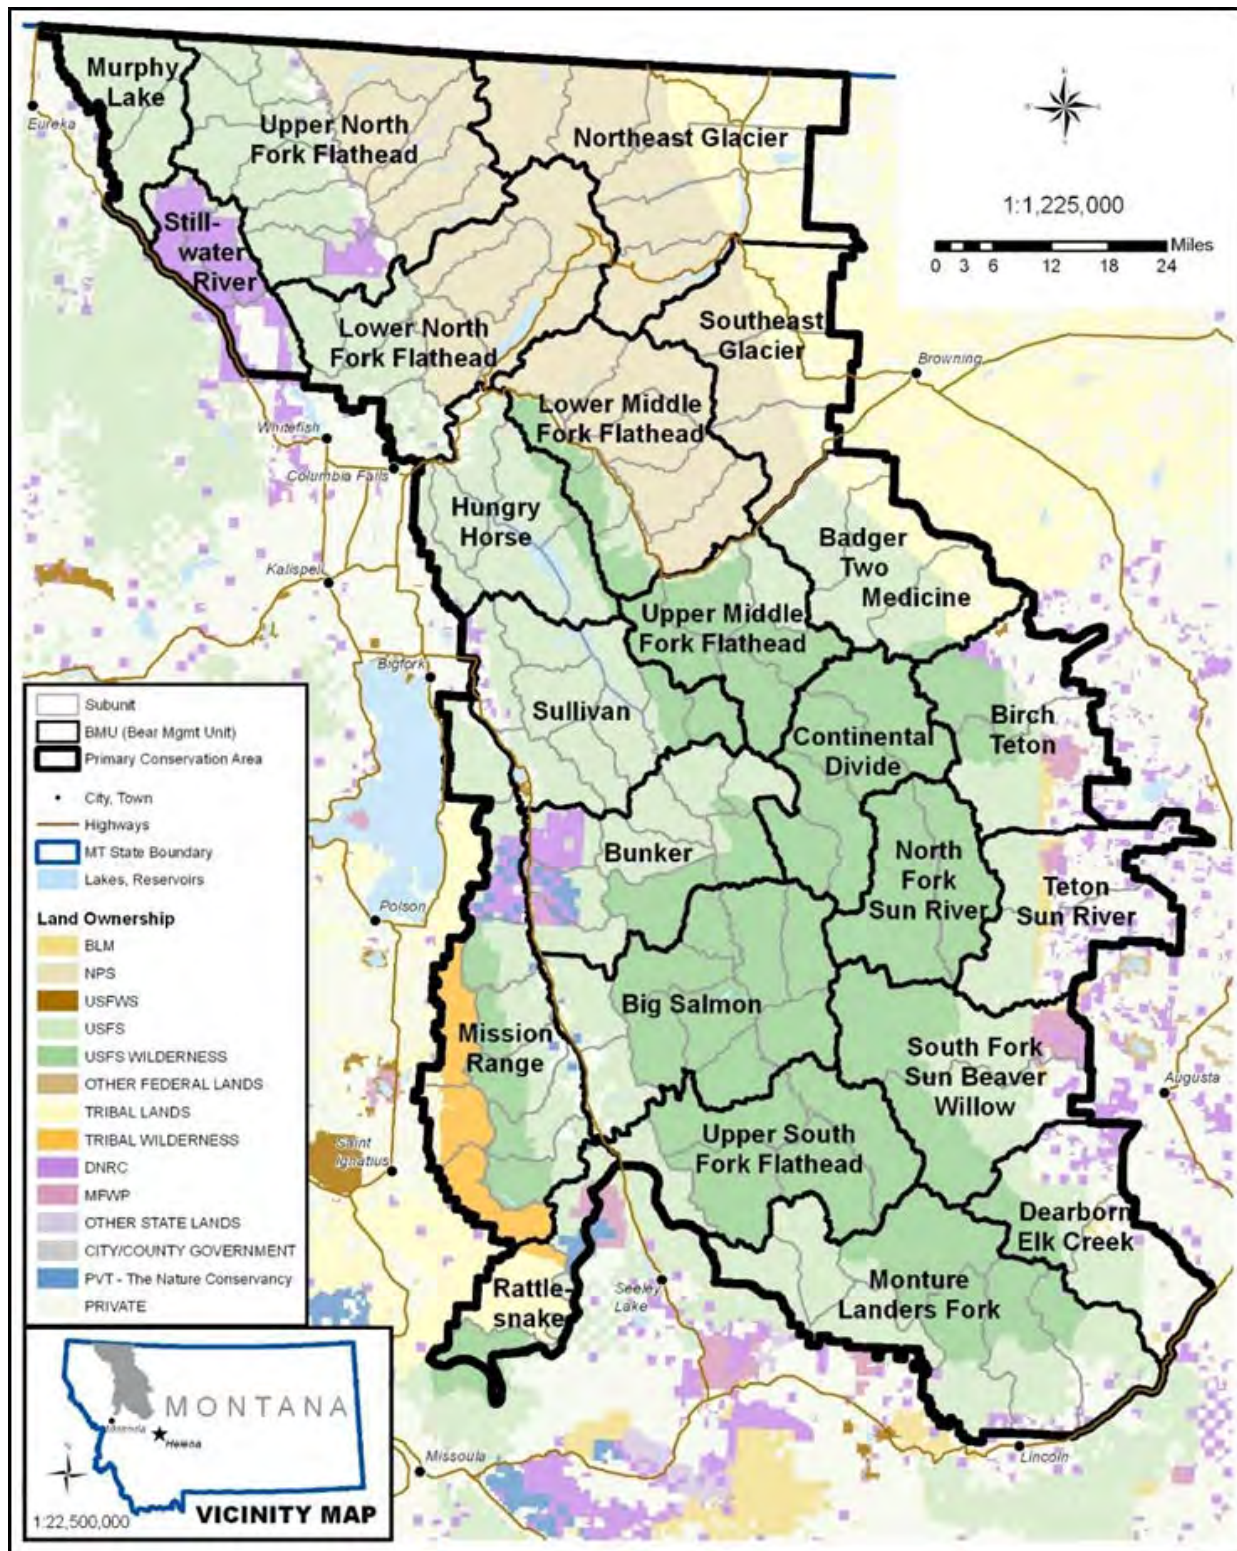 Murphy
Lake
Eureka
Upper North
Fork Flathead
Northeast Glacier
1:1,225,000
Miles
0 3 6 12 18 24
Still-
water
River
Lower North
Fork Flathead
Southeast
Glacier
Browning
Lower Middle
Fork Flathead
Whitefish
Columbia Falls
Hungry
Horse
Badger
Two
Medicine
Kalispel
Upper Middle
Fork Flathead
Bigfork
Sullivan
Birch
Teton
Continental
Divide
Bunker
North
Fork
Sun River
Teton
Sun River
Polson
Big Salmon
Mission
Range
South Fork
Sun Beaver
Willow
Augusta
Saint
Ignatius
Upper South
Fork Flathead
Dearborn
Elk Creek
Monture
Landers Fork
Rattle-
snake
Seeley
Lake
Missoula
Lincoln
Subunit
BMU (Bear Mgmt Unit)
Primary Conservation Area
City, Town
Highways
MT State Boundary
Lakes, Reservoirs
Land Ownership
BLM
NPS
USFWS
USFS
USFS WILDERNESS
OTHER FEDERAL LANDS
TRIBAL LANDS
TRIBAL WILDERNESS
DNRC
MFWP
OTHER STATE LANDS
CITY/COUNTY GOVERNMENT
PVT - The Nature Conservancy
PRIVATE
MONTANA
Missoula
Helena
1:22,500,000
VICINITY MAP